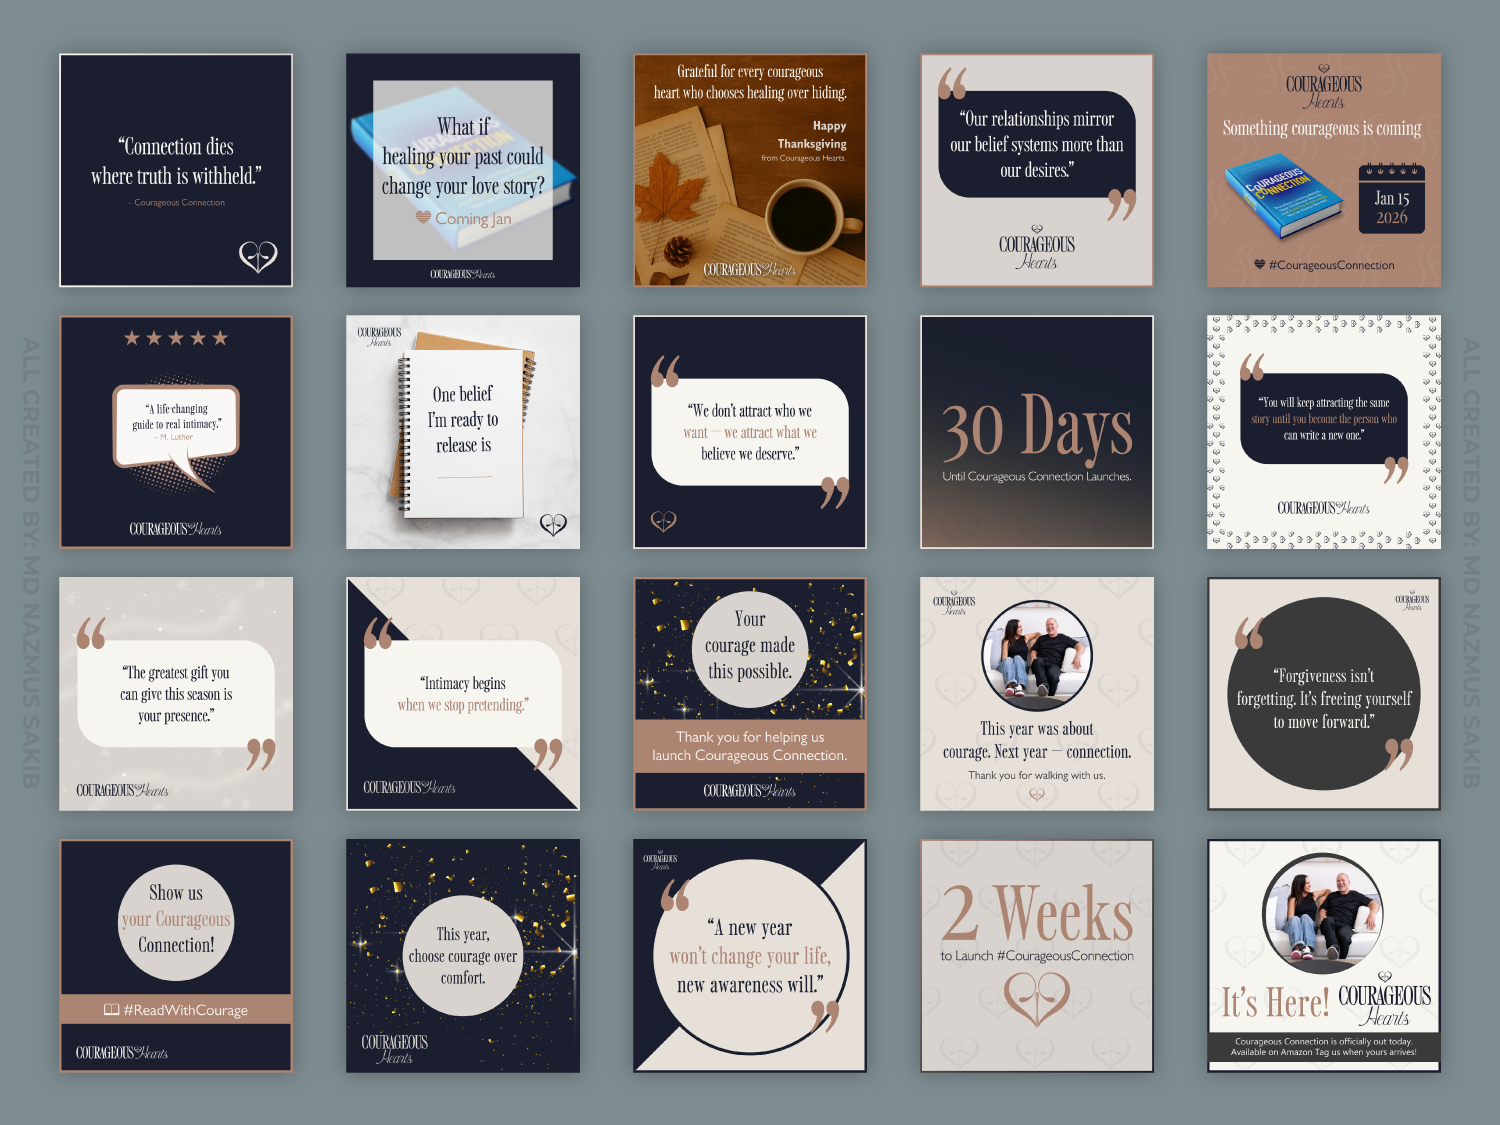 ALL CREATED BY: MD NAZMUS SAKIB
“Connection dies
where truth is withheld.”
– Courageous Connection
What if
healing your past could
change your love story?
Coming Jan
COURAGEOUS Hearts
Grateful for every courageous
heart who chooses healing over hiding.
Happy
Thanksgiving
from Courageous Hearts.
COURAGEOUS Hearts
“Our relationships mirror
our belief systems more than
our desires.”
COURAGEOUS
Hearts
COURAGEOUS
Hearts
Something courageous is coming
COURAGEOUS
CONNECTION
Jan 15
2026
#CourageousConnection
“A life-changing
guide to real intimacy.”
– M. Luther
COURAGEOUS Hearts
COURAGEOUS
Hearts
One belief
I’m ready to
release is
“We don’t attract who we
want — we attract what we
believe we deserve.”
30 Days
Until Courageous Connection Launches.
“You will keep attracting the same
story until you become the person who
can write a new one.”
COURAGEOUS Hearts
“The greatest gift you
can give this season is
your presence.”
COURAGEOUS Hearts
“Intimacy begins
when we stop pretending.”
COURAGEOUS Hearts
Your
courage made
this possible.
Thank you for helping us
launch Courageous Connection.
COURAGEOUS Hearts
COURAGEOUS
Hearts
This year was about
courage. Next year — connection.
Thank you for walking with us.
COURAGEOUS
Hearts
“Forgiveness isn’t
forgetting. It’s freeing yourself
to move forward.”
Show us
your Courageous
Connection!
#ReadWithCourage
COURAGEOUS Hearts
This year,
choose courage over
comfort.
COURAGEOUS
Hearts
COURAGEOUS
Hearts
“A new year
won’t change your life,
new awareness will.”
2 Weeks
to Launch #CourageousConnection
It’s Here!
COURAGEOUS
Hearts
Courageous Connection is officially out today.
Available on Amazon Tag us when yours arrives!
ALL CREATED BY: MD NAZMUS SAKIB